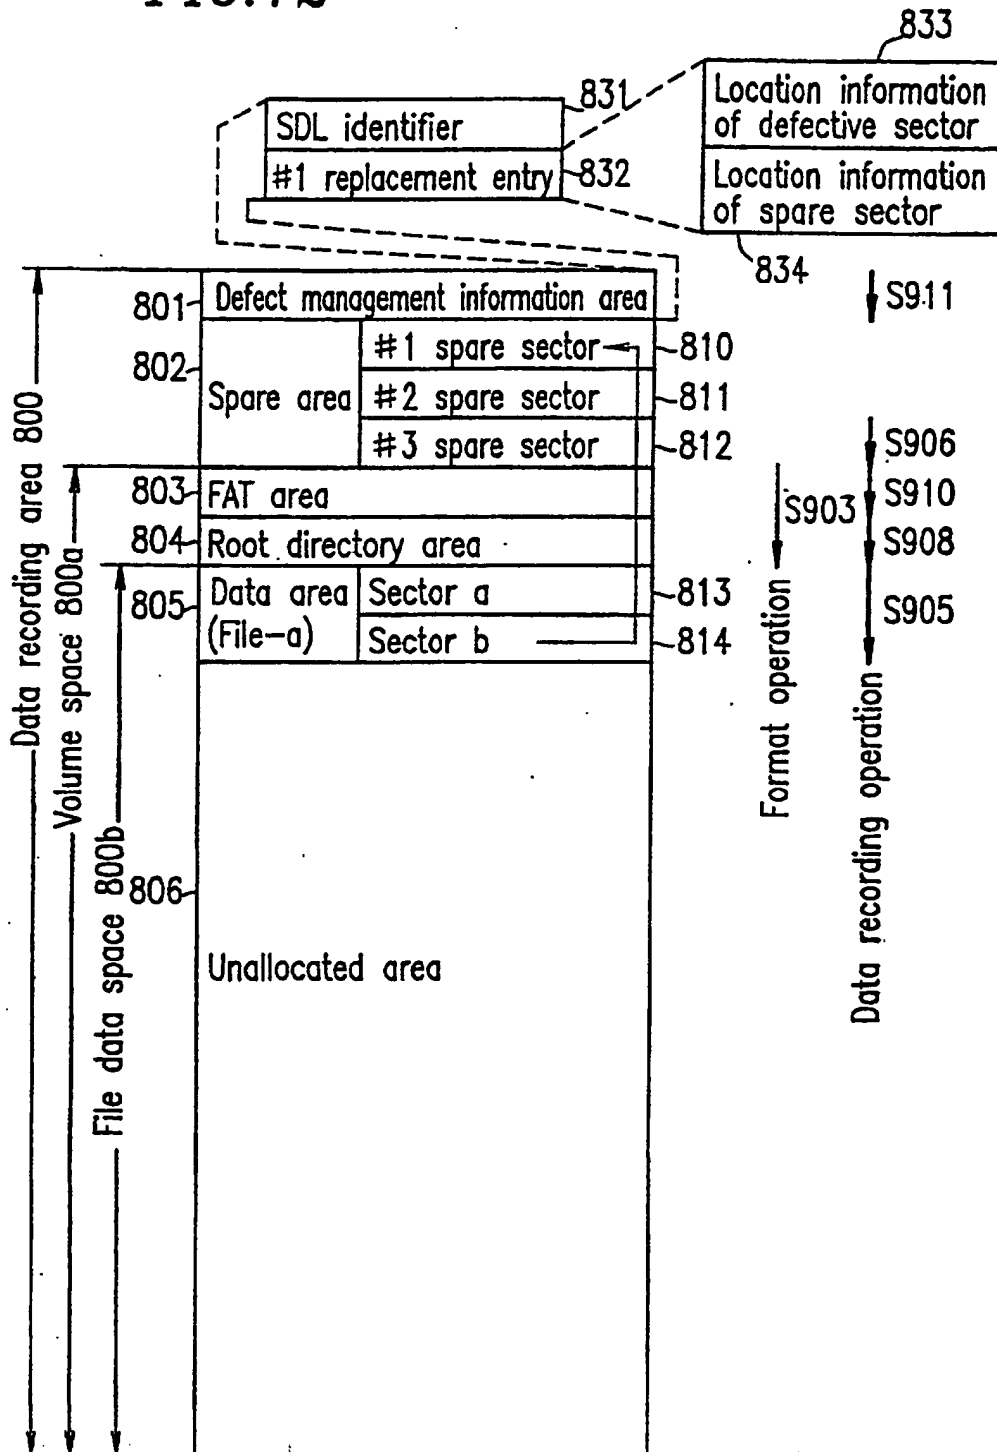 833
831
Location information
of defective sector
SDL identifier
#1 replacement entry
832
Location information
of spare sector
834
801
Defect management information area
S911
802
Spare area
#1 spare sector
810
#2 spare sector
811
#3 spare sector
812
S906
803
FAT area
S903
S910
804
Root directory area
S908
805
Data area
(File-a)
Sector a
813
S905
Sector b
814
Data recording area 800
Volume space 800a
File data space 800b
Format operation
Data recording operation
806
Unallocated area